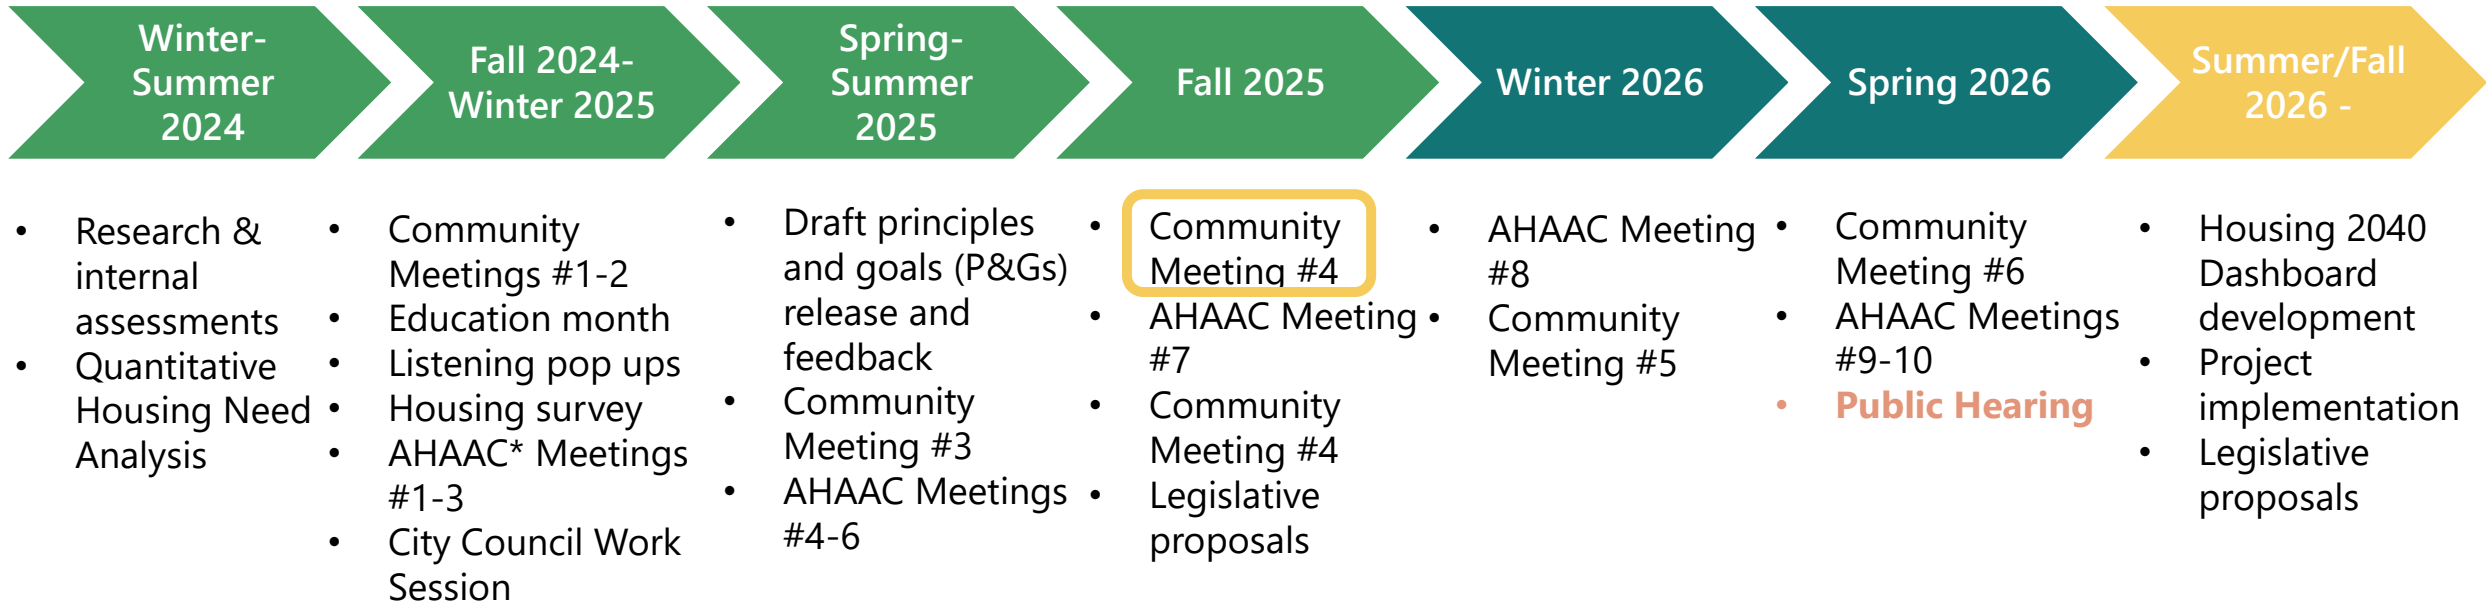 Winter-
Summer
2024
Fall 2024-
Winter 2025
Spring-
Summer
2025
Fall 2025
Winter 2026
Spring 2026
Summer/Fall
2026 -
• Research &
internal
assessments
• Quantitative
Housing Need
Analysis
• Community
Meetings #1-2
• Education month
• Listening pop ups
• Housing survey
• AHAAC* Meetings
#1-3
• City Council Work
Session
• Draft principles
and goals (P&Gs)
release and
feedback
• Community
Meeting #3
• AHAAC Meetings
#4-6
• Community
Meeting #4
• AHAAC Meeting
#7
• Community
Meeting #4
• Legislative
proposals
• AHAAC Meeting
#8
• Community
Meeting #5
• Community
Meeting #6
• AHAAC Meetings
#9-10
• Public Hearing
• Housing 2040
Dashboard
development
• Project
implementation
• Legislative
proposals